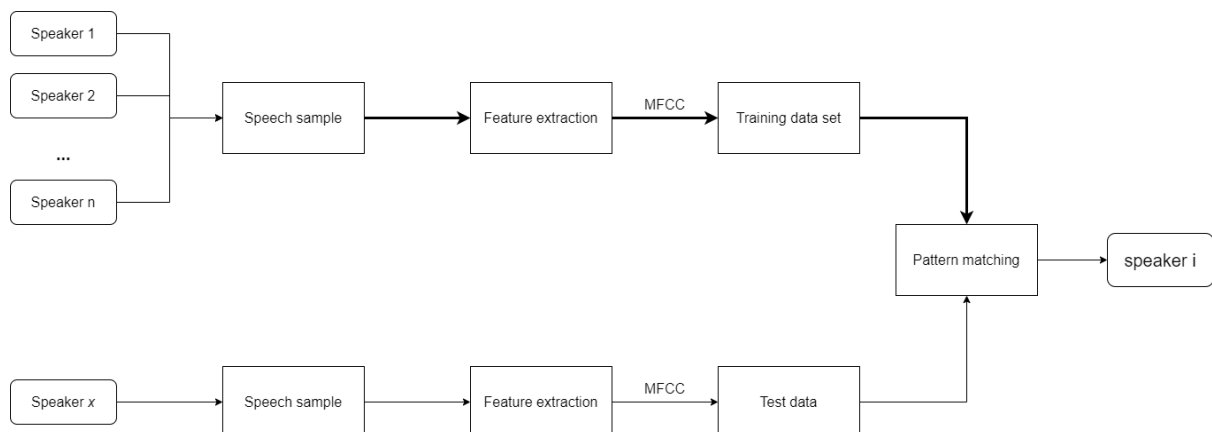 Speaker 1
Speaker 2
...
Speaker n
Speech sample
Feature extraction
MFCC
Training data set
Pattern matching
speaker i
Speaker x
Speech sample
Feature extraction
MFCC
Test data